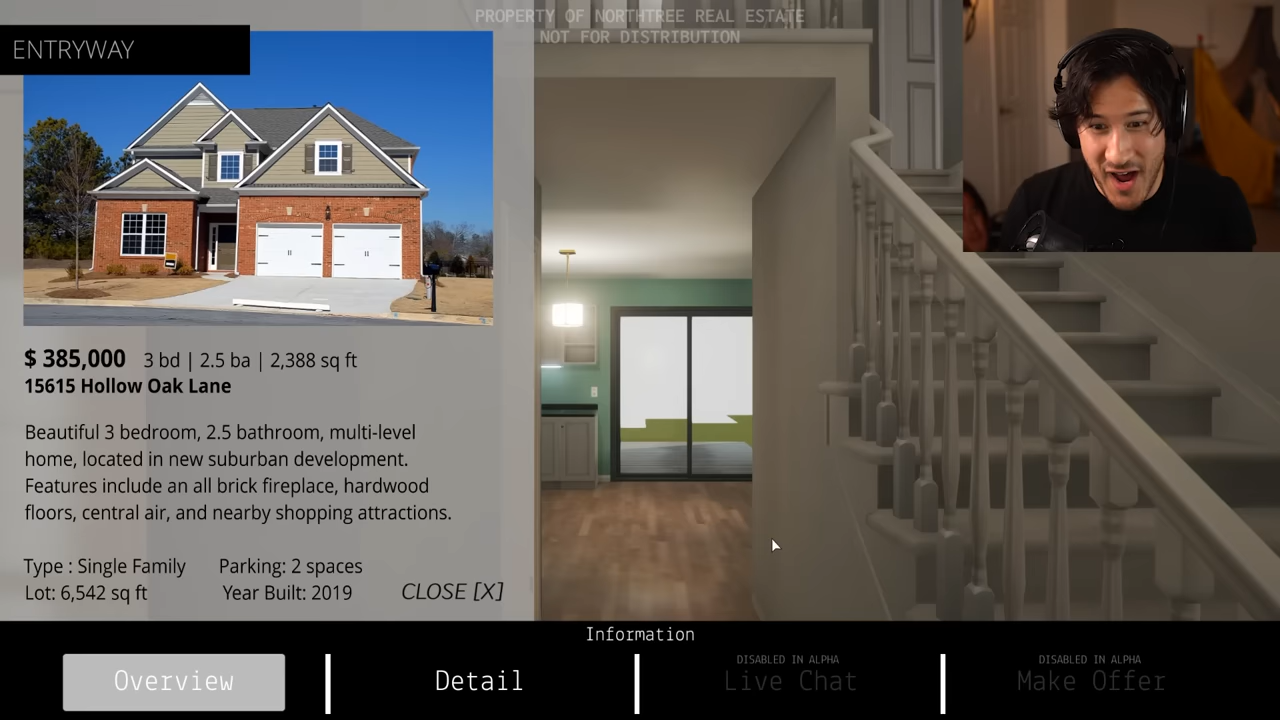 PROPERTY OF NORTHTREE REAL ESTATE
NOT FOR DISTRIBUTION
ENTRYWAY
$ 385,000 3 bd | 2.5 ba | 2,388 sq ft
15615 Hollow Oak Lane
Beautiful 3 bedroom, 2.5 bathroom, multi-level
home, located in new suburban development.
Features include an all brick fireplace, hardwood
floors, central air, and nearby shopping attractions.
Type : Single Family Parking: 2 spaces
Lot: 6,542 sq ft Year Built: 2019
CLOSE [X]
Information
Overview
Detail
DISABLED IN ALPHA
Live Chat
DISABLED IN ALPHA
Make Offer